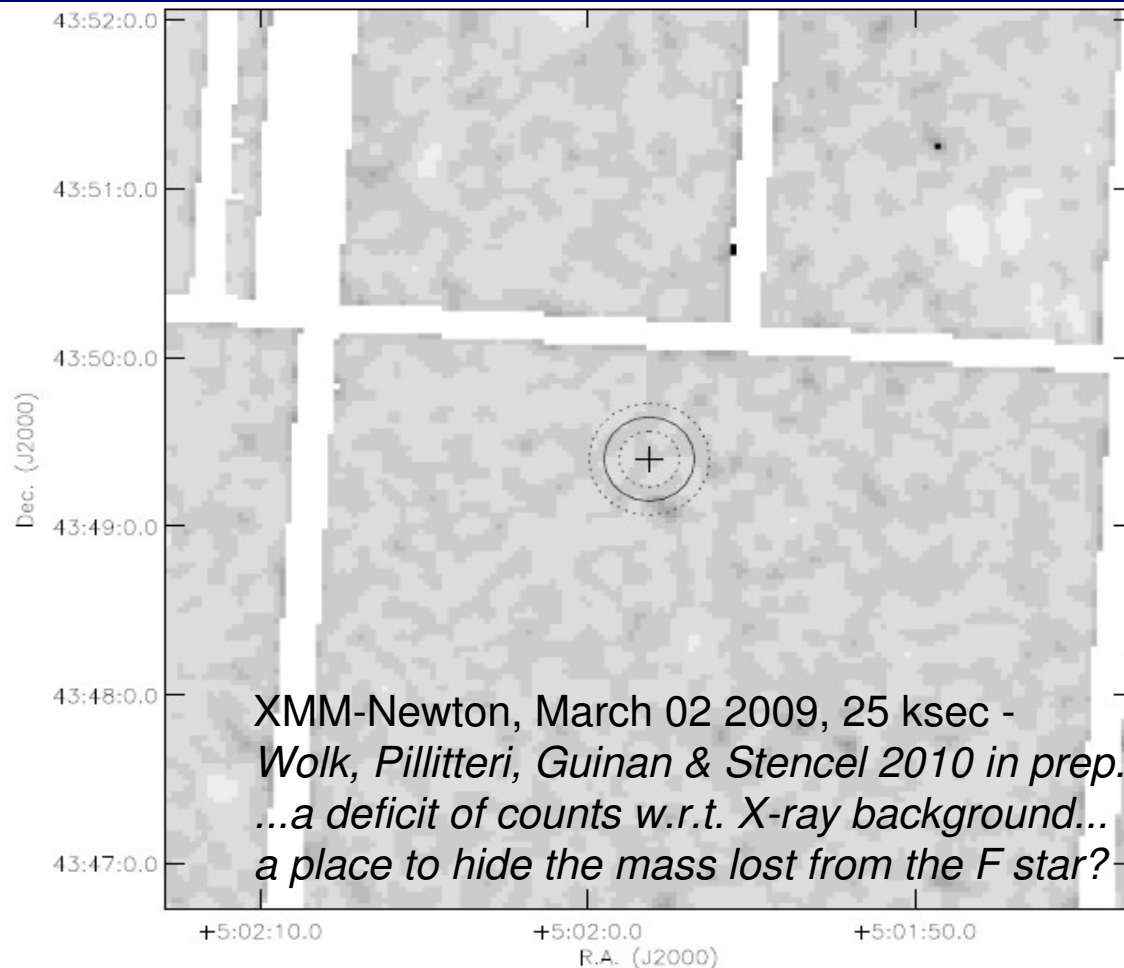 43:52:0.0
43:51:0.0
43:50:0.0
Dec. (J2000)
43:49:0.0
43:48:0.0
XMM-Newton, March 02 2009, 25 ksec -
Wolk, Pillitteri, Guinan & Stencel 2010 in prep.
...a deficit of counts w.r.t. X-ray background...
43:47:0.0
a place to hide the mass lost from the F star?
+5:02:10.0 +5:02:0.0 +5:01:50.0
R.A. (J2000)